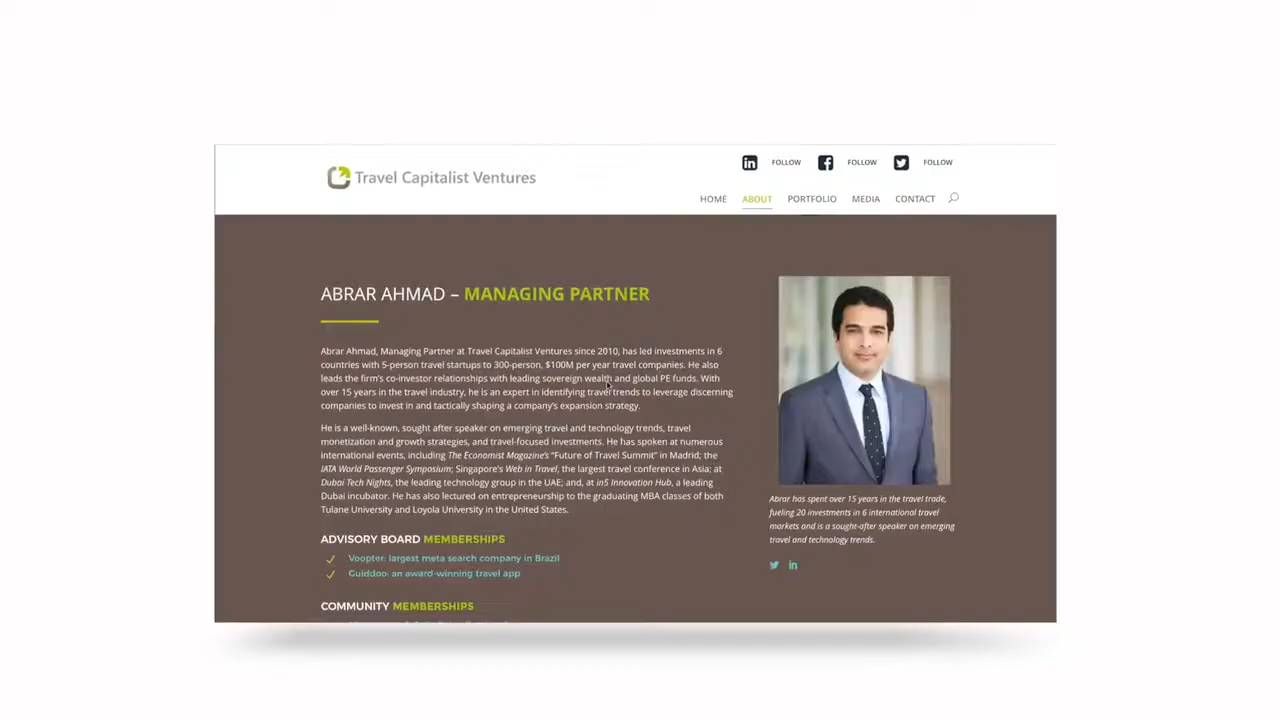 FOLLOW FOLLOW FOLLOW
Travel Capitalist Ventures
HOME ABOUT PORTFOLIO MEDIA CONTACT
ABRAR AHMAD – MANAGING PARTNER
Abrar Ahmad, Managing Partner at Travel Capitalist Ventures since 2010, has led investments in 6
countries with 5-person travel startups to 300-person, $100M per year travel companies. He also
leads the firm's co-investor relationships with leading sovereign wealth and global PE funds. With
over 15 years in the travel industry, he is an expert in identifying travel trends to leverage discerning
companies to invest in and tactically shaping a company's expansion strategy.
He is a well-known, sought after speaker on emerging travel and technology trends, travel
monetization and growth strategies, and travel-focused investments. He has spoken at numerous
international events, including The Economist Magazine's “Future of Travel Summit” in Madrid; the
IATA World Passenger Symposium; Singapore's Web in Travel, the largest travel conference in Asia; at
Dubai Tech Nights, the leading technology group in the UAE; and, at in5 Innovation Hub, a leading
Dubai incubator. He has also lectured on entrepreneurship to the graduating MBA classes of both
Tulane University and Loyola University in the United States.
ADVISORY BOARD MEMBERSHIPS
Voopter: largest meta search company in Brazil
Guiddoo: an award-winning travel app
COMMUNITY MEMBERSHIPS
Abrar has spent over 15 years in the travel trade,
fueling 20 investments in 6 international travel
markets and is a sought-after speaker on emerging
travel and technology trends.